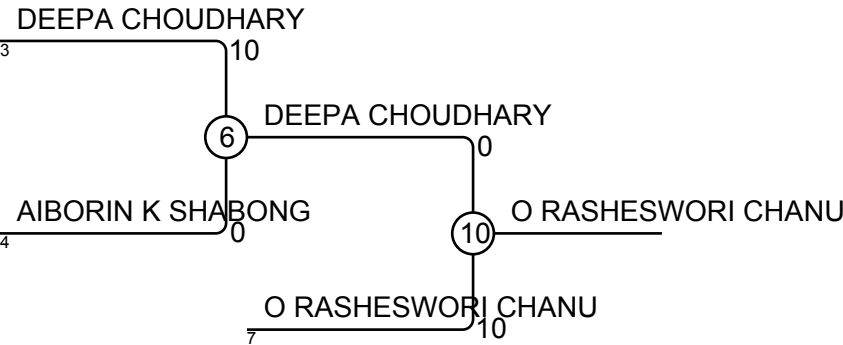 DEEPA CHOUDHARY
3
10
DEEPA CHOUDHARY
6
0
AIBORIN K SHABONG
O RASHESWORI CHANU
4
0
10
O RASHESWORI CHANU
7
10